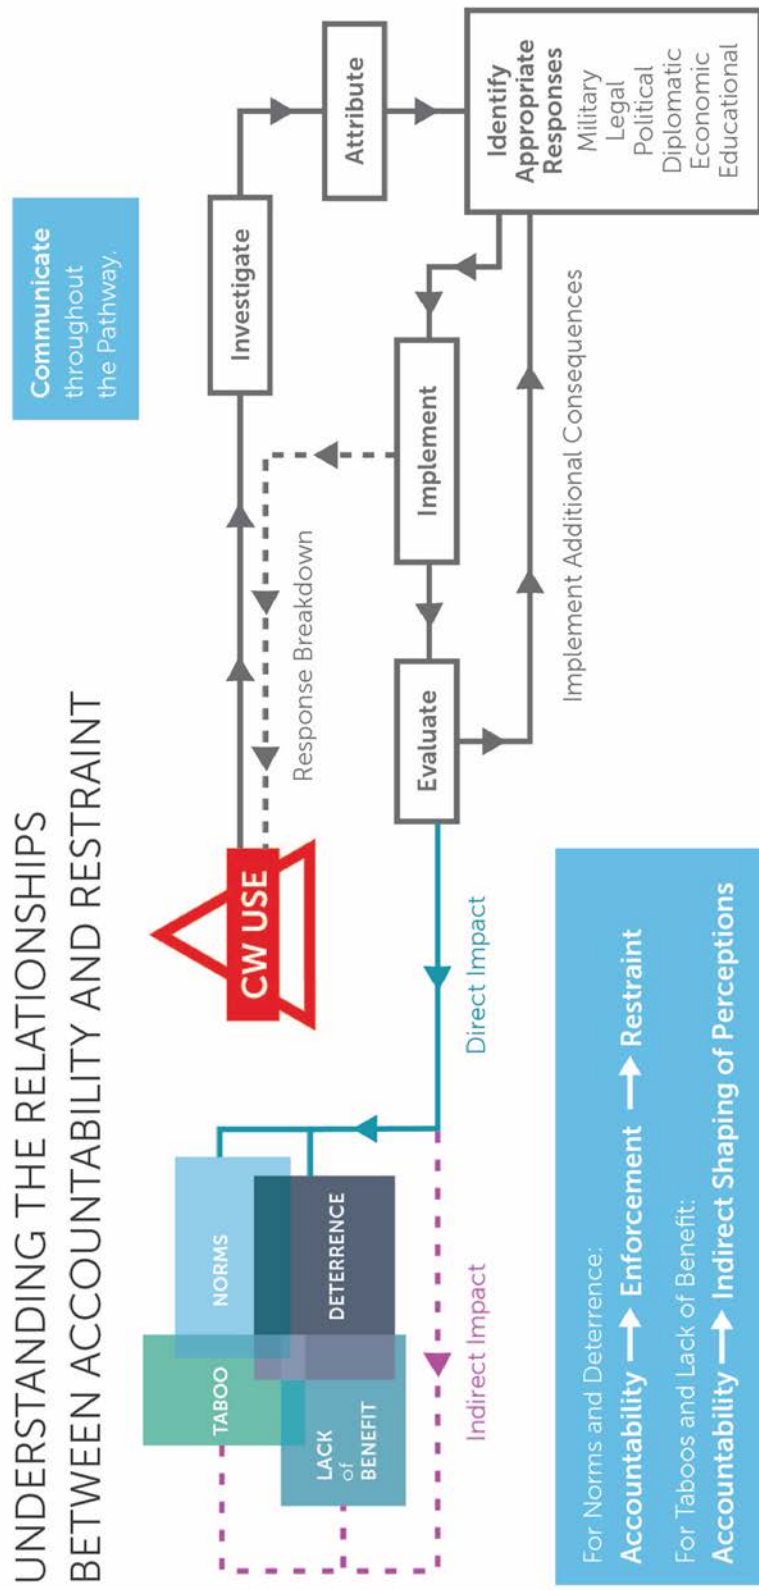 UNDERSTANDING THE RELATIONSHIPS
BETWEEN ACCOUNTABILITY AND RESTRAINT
Communicate
throughout
the Pathway.
CW USE
Investigate
Attribute
Identify
Appropriate
Responses
Military
Legal
Political
Diplomatic
Economic
Educational
Response Breakdown
Implement
Evaluate
Implement Additional Consequences
Direct Impact
TABOO
NORMS
DETERRENCE
LACK
of
BENEFIT
Indirect Impact
For Norms and Deterrence:
Accountability → Enforcement → Restraint
For Taboos and Lack of Benefit:
Accountability → Indirect Shaping of Perceptions